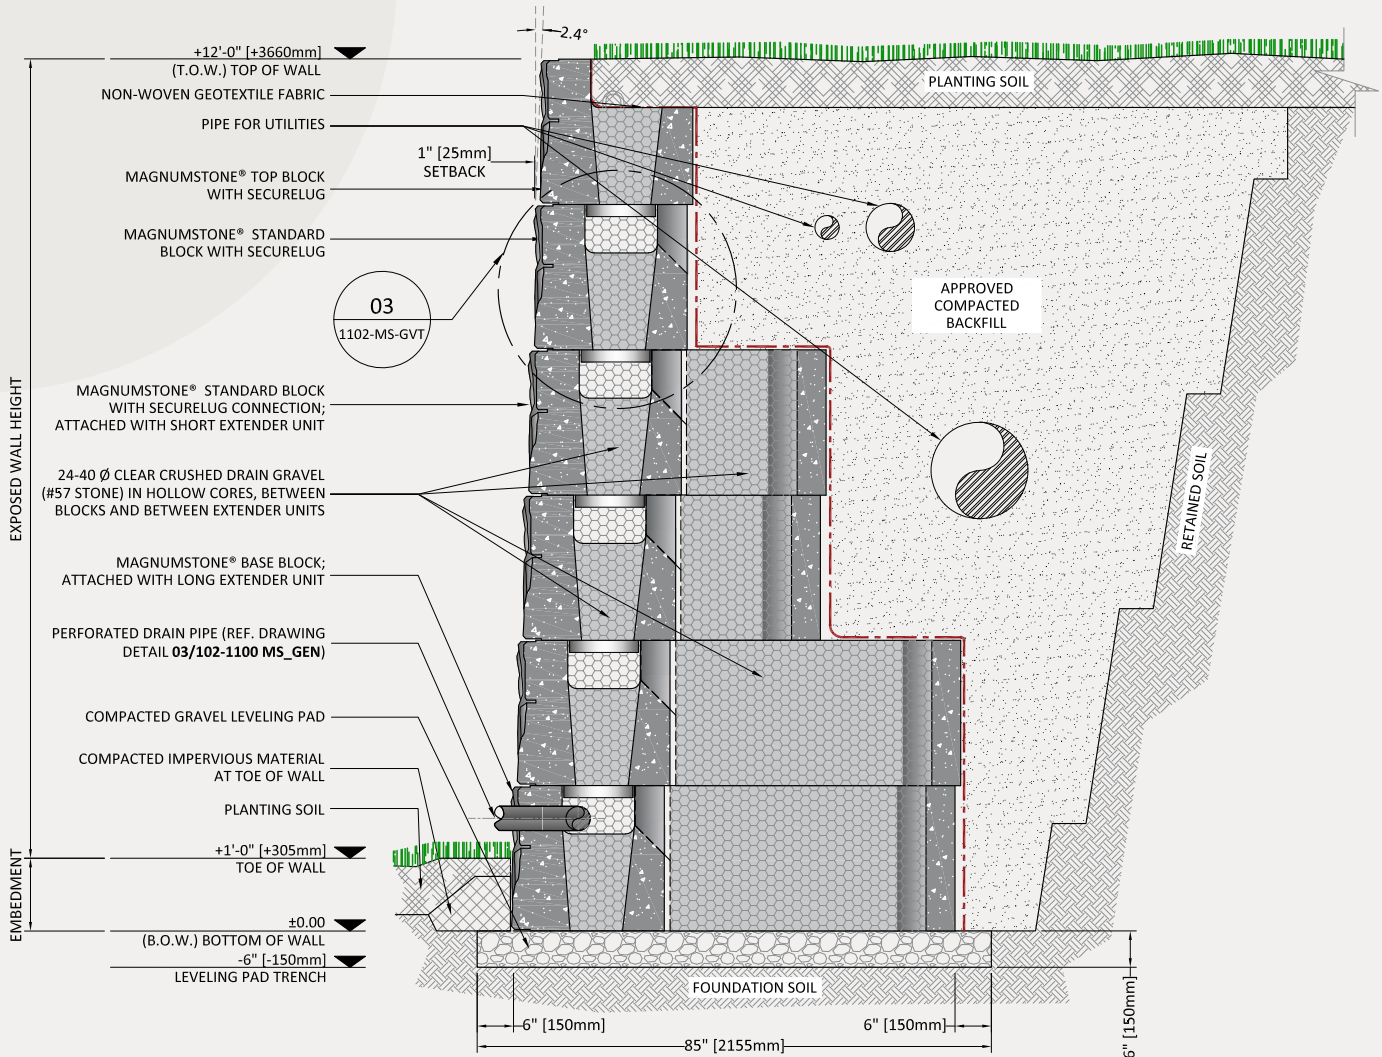 2.4°
+12'-0" [+3660mm]
(T.O.W.) TOP OF WALL
NON-WOVEN GEOTEXTILE FABRIC
PIPE FOR UTILITIES
1" [25mm]
SETBACK
MAGNUMSTONE® TOP BLOCK
WITH SECURELUG
MAGNUMSTONE® STANDARD
BLOCK WITH SECURELUG
03
1102-MS-GVT
MAGNUMSTONE® STANDARD BLOCK
WITH SECURELUG CONNECTION;
ATTACHED WITH SHORT EXTENDER UNIT
24-40 Ø CLEAR CRUSHED DRAIN GRAVEL
(#57 STONE) IN HOLLOW CORES, BETWEEN
BLOCKS AND BETWEEN EXTENDER UNITS
MAGNUMSTONE® BASE BLOCK;
ATTACHED WITH LONG EXTENDER UNIT
PERFORATED DRAIN PIPE (REF. DRAWING
DETAIL 03/102-1100 MS_GEN)
COMPACTED GRAVEL LEVELING PAD
COMPACTED IMPERVIOUS MATERIAL
AT TOE OF WALL
PLANTING SOIL
+1'-0" [+305mm]
TOE OF WALL
±0.00
(B.O.W.) BOTTOM OF WALL
-6" [-150mm]
LEVELING PAD TRENCH
EXPOSED WALL HEIGHT
EMBEDMENT
PLANTING SOIL
APPROVED
COMPACTED
BACKFILL
RETAINED SOIL
FOUNDATION SOIL
6" [150mm]
6" [150mm]
85" [2155mm]
6" [150mm]